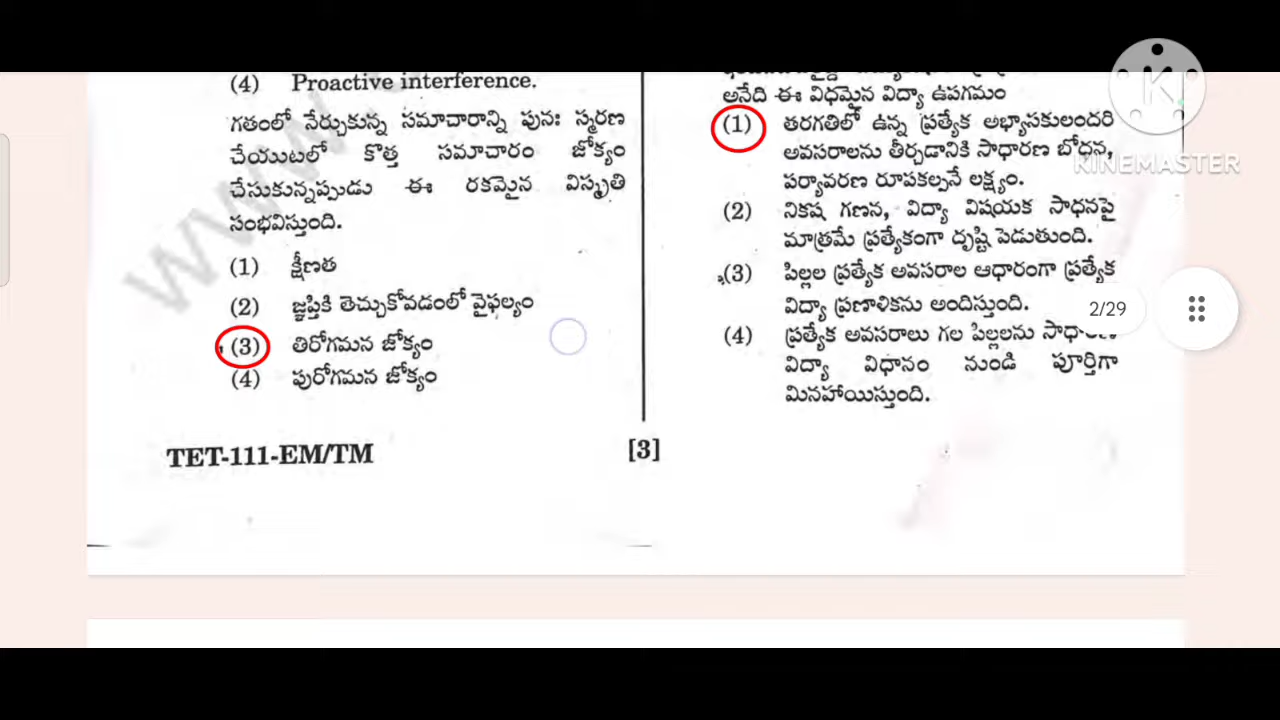 (4) Proactive interference.
గతంలో నేర్చుకున్న సమాచారాన్ని పునః స్మరణ
చేయుటలో కొత్త సమాచారం జోక్యం
చేసుకున్నప్పుడు ఈ రకమైన విస్మృతి
సంభవిస్తుంది.
(1) క్షీణత
(2) జ్ఞప్తికి తెచ్చుకోవడంలో వైఫల్యం
(3) తిరోగమన జోక్యం
(4) పురోగమన జోక్యం
అనేది ఈ విధమైన విద్యా ఉపగమం
(1) తరగతిలో ఉన్న ప్రత్యేక అభ్యాసకులందరి
అవసరాలను తీర్చడానికి సాధారణ బోధన,
పర్యావరణ రూపకల్పనే లక్ష్యం.
(2) నికష గణన, విద్యా విషయక సాధనపై
మాత్రమే ప్రత్యేకంగా దృష్టి పెడుతుంది.
(3) పిల్లల ప్రత్యేక అవసరాల ఆధారంగా ప్రత్యేక
విద్యా ప్రణాళికను అందిస్తుంది.
(4) ప్రత్యేక అవసరాలు గల పిల్లలను సాధారణ
విద్యా విధానం నుండి పూర్తిగా
మినహాయిస్తుంది.
TET-111-EM/TM
[3]
2/29
KINEMASTER
www.